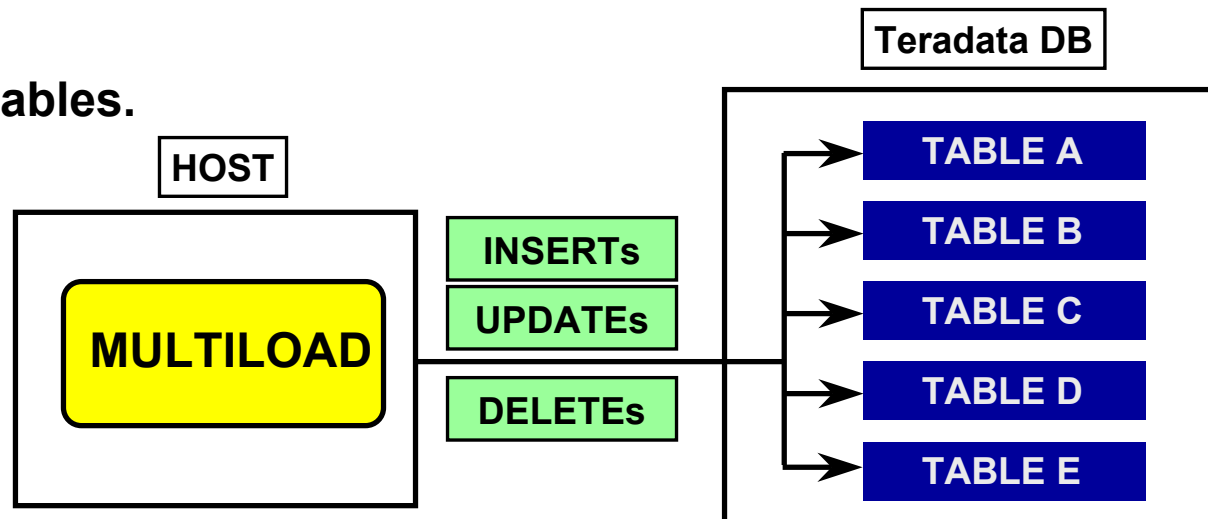 Teradata DB
ables.
HOST
MULTILOAD
INSERTs
UPDATEs
DELETEs
TABLE A
TABLE B
TABLE C
TABLE D
TABLE E